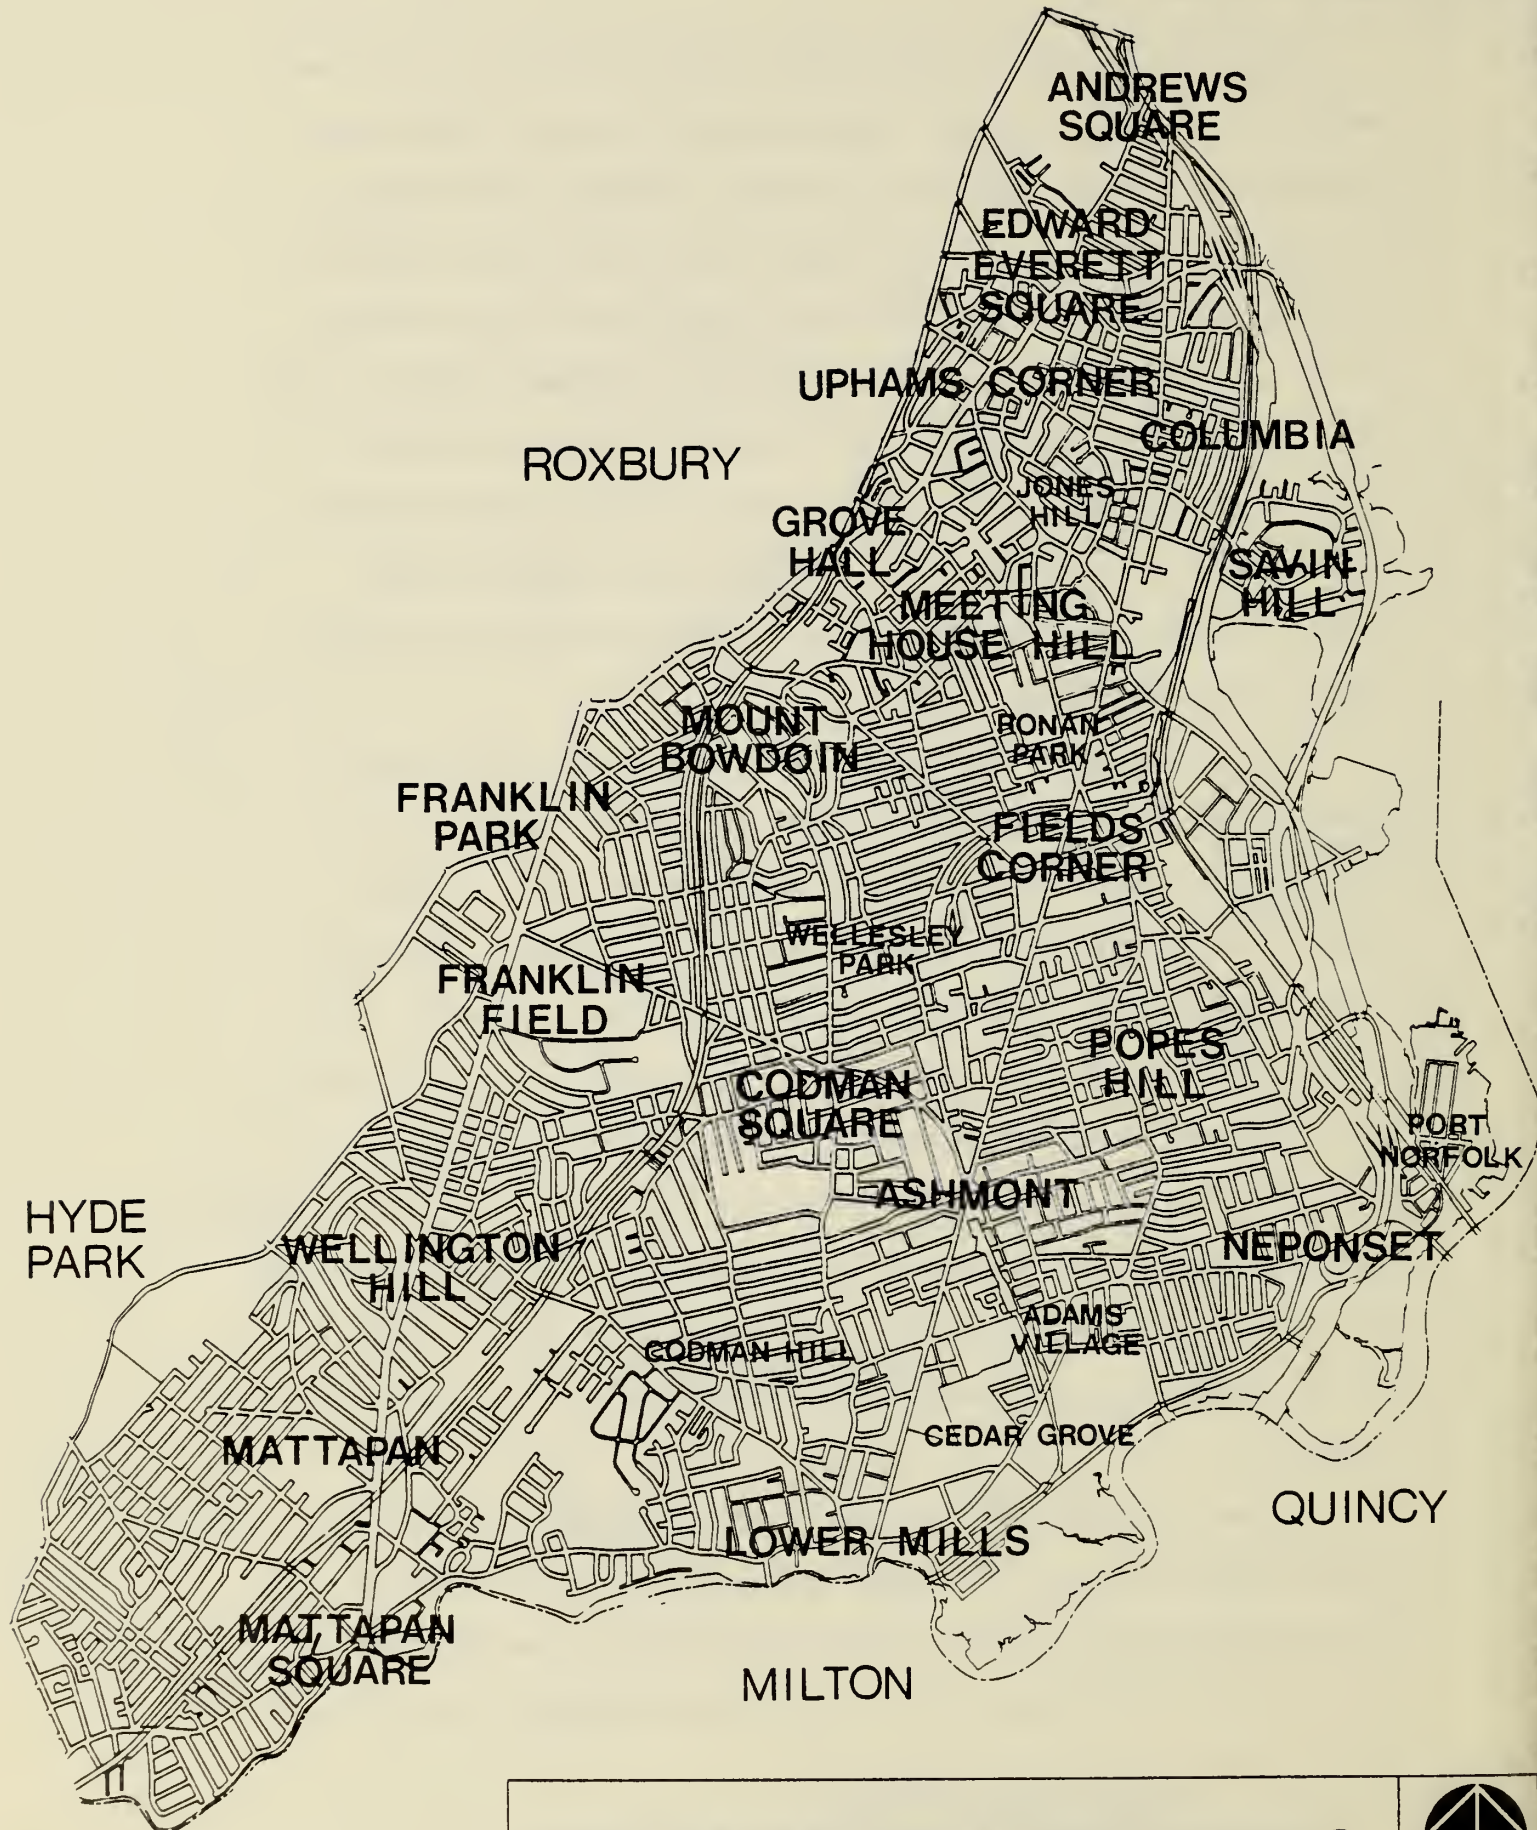 ANDREWS
SQUARE
EDWARD
EVERETT
SQUARE
UPHAMS CORNER
COLUMBIA
ROXBURY
JONES
HILL
GROVE
HALL
SAVIN
HILL
MEETING
HOUSE HILL
MOUNT
BOWDOIN
RONAN
PARK
FRANKLIN
PARK
FIELDS
CORNER
WELLESLEY
PARK
FRANKLIN
FIELD
POPES
HILL
CODMAN
SQUARE
PORT
NORFOLK
ASHMONT
HYDE
PARK
WELLINGTON
HILL
NEPONSET
ADAMS
VILLAGE
CODMAN HILL
CEDAR GROVE
MATTAPAN
QUINCY
LOWER MILLS
MATTAPAN
SQUARE
MILTON